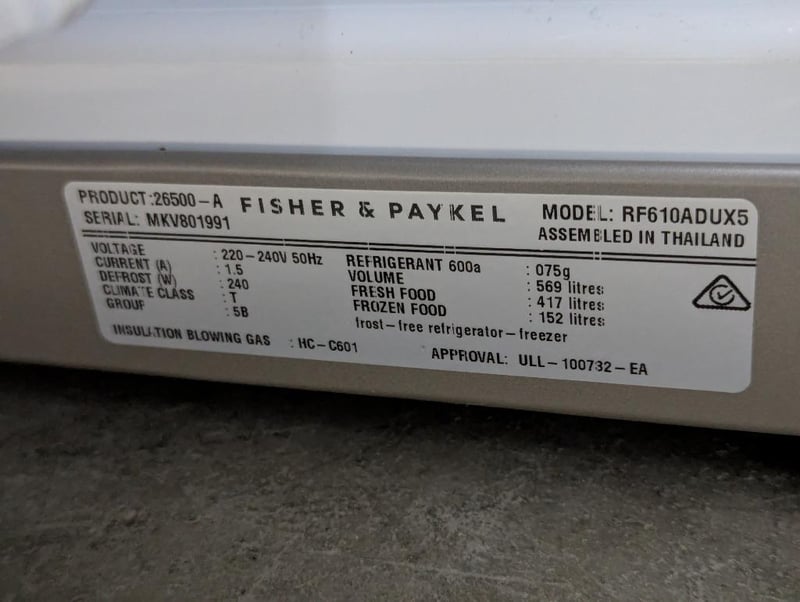 PRODUCT:26500-A FISHER & PAYKEL MODEL: RF610ADUX5
SERIAL: MKV801991 ASSEMBLED IN THAILAND
VOLTAGE : 220-240V 50Hz REFRIGERANT 600a : 075g
CURRENT (A) : 1.5 VOLUME : 569 litres
DEFROST (W) : 240 FRESH FOOD : 417 litres
CLIMATE CLASS : T FROZEN FOOD : 152 litres
GROUP : 5B frost-free refrigerator-freezer
INSULATION BLOWING GAS : HC-C601 APPROVAL: ULL-100732-EA